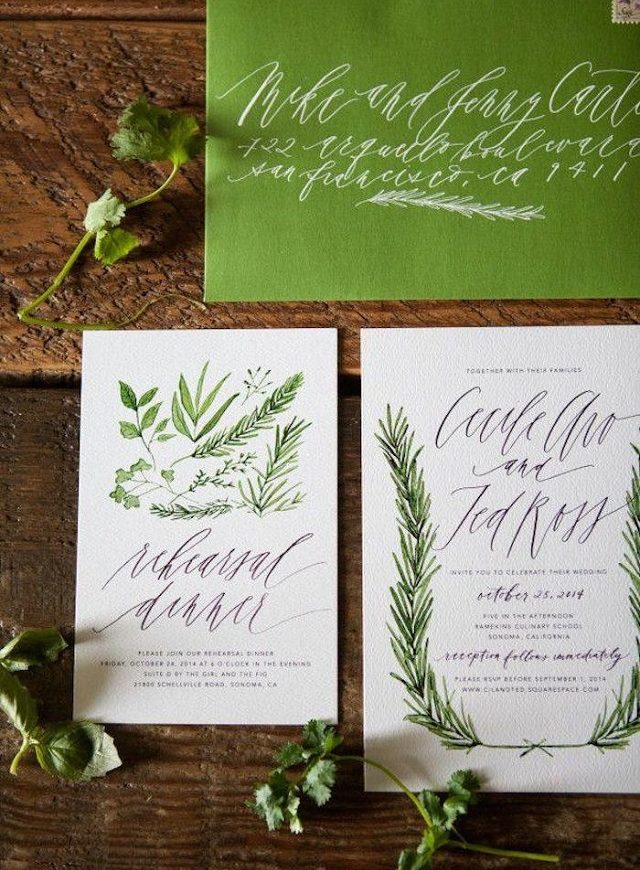 Mike and Jenny
722 arguello boulevard
san francisco, ca 9411
rehearsal
dinner
PLEASE JOIN OUR REHEARSAL DINNER
FRIDAY, OCTOBER 24, 2014 AT 6 O'CLOCK IN THE EVENING
SUITE D BY THE GIRL AND THE FIG
21800 SCHELLVILLE ROAD, SONOMA, CA
TOGETHER WITH THEIR FAMILIES
Cecile
and
Ted Ross
INVITE YOU TO CELEBRATE THEIR WEDDING
october 25, 2014
FIVE IN THE AFTERNOON
RAMEKINS CULINARY SCHOOL
SONOMA, CALIFORNIA
reception follows immediately
PLEASE RSVP BEFORE SEPTEMBER 1, 2014
WWW.CILANDTED.SQUARESPACE.COM